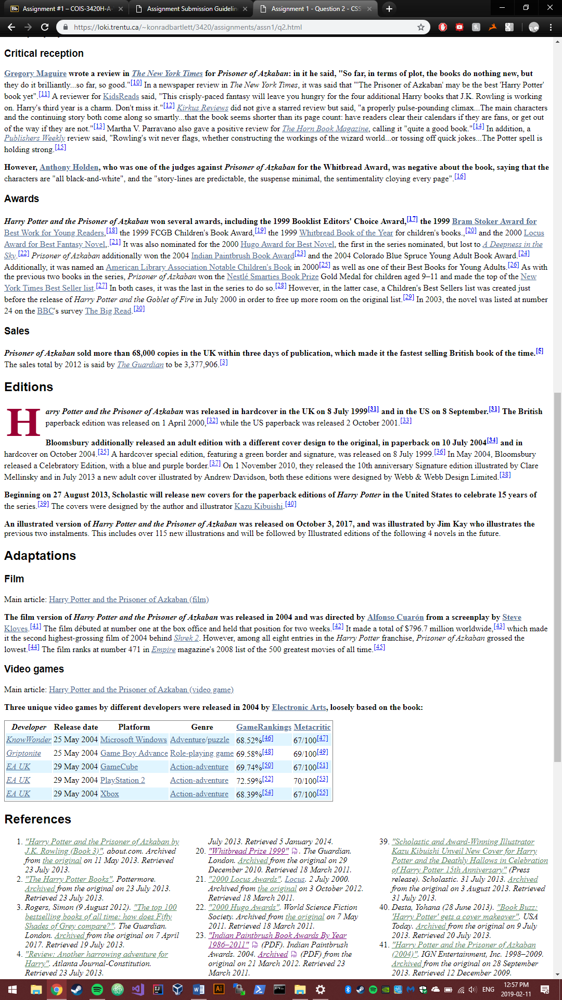 Assignment #1 – COIS-3420H-A-
Assignment Submission Guidelin
Assignment 1 - Question 2 - CSS
https://loki.trentu.ca/~konradbartlett/3420/assignments/assn1/q2.html
Critical reception
Gregory Maguire wrote a review in The New York Times for Prisoner of Azkaban: in it he said, "So far, in terms of plot, the books do nothing new, but
they do it brilliantly...so far, so good."[10] In a newspaper review in The New York Times, it was said that "'The Prisoner of Azkaban' may be the best 'Harry Potter'
book yet".[11] A reviewer for KidsReads said, "This crisply-paced fantasy will leave you hungry for the four additional Harry books that J.K. Rowling is working
on. Harry's third year is a charm. Don't miss it."[12] Kirkus Reviews did not give a starred review but said, "a properly pulse-pounding climax...The main characters
and the continuing story both come along so smartly...that the book seems shorter than its page count: have readers clear their calendars if they are fans, or get out
of the way if they are not."[13] Martha V. Parravano also gave a positive review for The Horn Book Magazine, calling it "quite a good book."[14] In addition, a
Publishers Weekly review said, "Rowling's wit never flags, whether constructing the workings of the wizard world...or tossing off quick jokes...The Potter spell is
holding strong.[15]
However, Anthony Holden, who was one of the judges against Prisoner of Azkaban for the Whitbread Award, was negative about the book, saying that the
characters are "all black-and-white", and the "story-lines are predictable, the suspense minimal, the sentimentality cloying every page".[16]
Awards
Harry Potter and the Prisoner of Azkaban won several awards, including the 1999 Booklist Editors' Choice Award,[17] the 1999 Bram Stoker Award for
Best Work for Young Readers,[18] the 1999 FCGB Children's Book Award,[19] the 1999 Whitbread Book of the Year for children's books.,[20] and the 2000 Locus
Award for Best Fantasy Novel,.[21] It was also nominated for the 2000 Hugo Award for Best Novel, the first in the series nominated, but lost to A Deepness in the
Sky.[22] Prisoner of Azkaban additionally won the 2004 Indian Paintbrush Book Award[23] and the 2004 Colorado Blue Spruce Young Adult Book Award.[24]
Additionally, it was named an American Library Association Notable Children's Book in 2000[25] as well as one of their Best Books for Young Adults.[26] As with
the previous two books in the series, Prisoner of Azkaban won the Nestlé Smarties Book Prize Gold Medal for children aged 9–11 and made the top of the New
York Times Best Seller list.[27] In both cases, it was the last in the series to do so.[28] However, in the latter case, a Children's Best Sellers list was created just
before the release of Harry Potter and the Goblet of Fire in July 2000 in order to free up more room on the original list.[29] In 2003, the novel was listed at number
24 on the BBC's survey The Big Read.[30]
Sales
Prisoner of Azkaban sold more than 68,000 copies in the UK within three days of publication, which made it the fastest selling British book of the time.[5]
The sales total by 2012 is said by The Guardian to be 3,377,906.[3]
Editions
Harry Potter and the Prisoner of Azkaban was released in hardcover in the UK on 8 July 1999[31] and in the US on 8 September.[31] The British
paperback edition was released on 1 April 2000,[32] while the US paperback was released 2 October 2001.[33]
Bloomsbury additionally released an adult edition with a different cover design to the original, in paperback on 10 July 2004[34] and in
hardcover on October 2004.[35] A hardcover special edition, featuring a green border and signature, was released on 8 July 1999.[36] In May 2004, Bloomsbury
released a Celebratory Edition, with a blue and purple border.[37] On 1 November 2010, they released the 10th anniversary Signature edition illustrated by Clare
Mellinsky and in July 2013 a new adult cover illustrated by Andrew Davidson, both these editions were designed by Webb & Webb Design Limited.[38]
Beginning on 27 August 2013, Scholastic will release new covers for the paperback editions of Harry Potter in the United States to celebrate 15 years of
the series.[39] The covers were designed by the author and illustrator Kazu Kibuishi.[40]
An illustrated version of Harry Potter and the Prisoner of Azkaban was released on October 3, 2017, and was illustrated by Jim Kay who illustrates the
previous two instalments. This includes over 115 new illustrations and will be followed by Illustrated editions of the following 4 novels in the future.
Adaptations
Film
Main article: Harry Potter and the Prisoner of Azkaban (film)
The film version of Harry Potter and the Prisoner of Azkaban was released in 2004 and was directed by Alfonso Cuarón from a screenplay by Steve
Kloves.[41] The film débuted at number one at the box office and held that position for two weeks.[42] It made a total of $796.7 million worldwide,[43] which made
it the second highest-grossing film of 2004 behind Shrek 2. However, among all eight entries in the Harry Potter franchise, Prisoner of Azkaban grossed the
lowest.[44] The film ranks at number 471 in Empire magazine's 2008 list of the 500 greatest movies of all time.[45]
Video games
Main article: Harry Potter and the Prisoner of Azkaban (video game)
Three unique video games by different developers were released in 2004 by Electronic Arts, loosely based on the book:
Developer Release date Platform Genre GameRankings Metacritic
KnowWonder 25 May 2004 Microsoft Windows Adventure/puzzle 68.52%[46] 67/100[47]
Griptonite 25 May 2004 Game Boy Advance Role-playing game 69.58%[48] 69/100[49]
EA UK 29 May 2004 GameCube Action-adventure 69.74%[50] 67/100[51]
EA UK 29 May 2004 PlayStation 2 Action-adventure 72.59%[52] 70/100[53]
EA UK 29 May 2004 Xbox Action-adventure 68.39%[54] 67/100[55]
References
1. "Harry Potter and the Prisoner of Azkaban by
J.K. Rowling (Book 3)". about.com. Archived
from the original on 11 May 2013. Retrieved
23 July 2013.
2. "The Harry Potter Books". Pottermore.
Archived from the original on 23 July 2013.
Retrieved 23 July 2013.
3. Rogers, Simon (9 August 2012). "The top 100
bestselling books of all time: how does Fifty
Shades of Grey compare?". The Guardian.
London. Archived from the original on 7 April
2017. Retrieved 19 July 2013.
4. "Review: Another harrowing adventure for
Harry". Atlanta Journal-Constitution.
Retrieved 23 July 2013.
July 2013. Retrieved 5 January 2014.
20. "Whitbread Prize 1999" PDF. The Guardian.
London. Archived from the original on 29
December 2010. Retrieved 18 March 2011.
21. "2000 Locus Awards". Locus. 2 July 2000.
Archived from the original on 3 October 2012.
Retrieved 18 March 2011.
22. "2000 Hugo Awards". World Science Fiction
Society. Archived from the original on 7 May
2011. Retrieved 18 March 2011.
23. "Indian Paintbrush Book Awards By Year
1986–2011" PDF (PDF). Indian Paintbrush
Awards. 2004. Archived PDF (PDF) from the
original on 21 March 2012. Retrieved 23
March 2011.
39. "Scholastic and Award-Winning Illustrator
Kazu Kibuishi Unveil New Cover for Harry
Potter and the Deathly Hallows in Celebration
of Harry Potter 15th Anniversary" (Press
release). Scholastic. 31 July 2013. Archived
from the original on 3 August 2013. Retrieved
31 July 2013.
40. Desta, Yohana (28 June 2013). "Book Buzz:
'Harry Potter' gets a cover makeover". USA
Today. Archived from the original on 9 July
2013. Retrieved 20 July 2013.
41. "Harry Potter and the Prisoner of Azkaban
(2004)". IGN Entertainment, Inc. 1998–2009.
Archived from the original on 28 September
2013. Retrieved 12 December 2009.
ENG
12:57 PM
2019-02-11